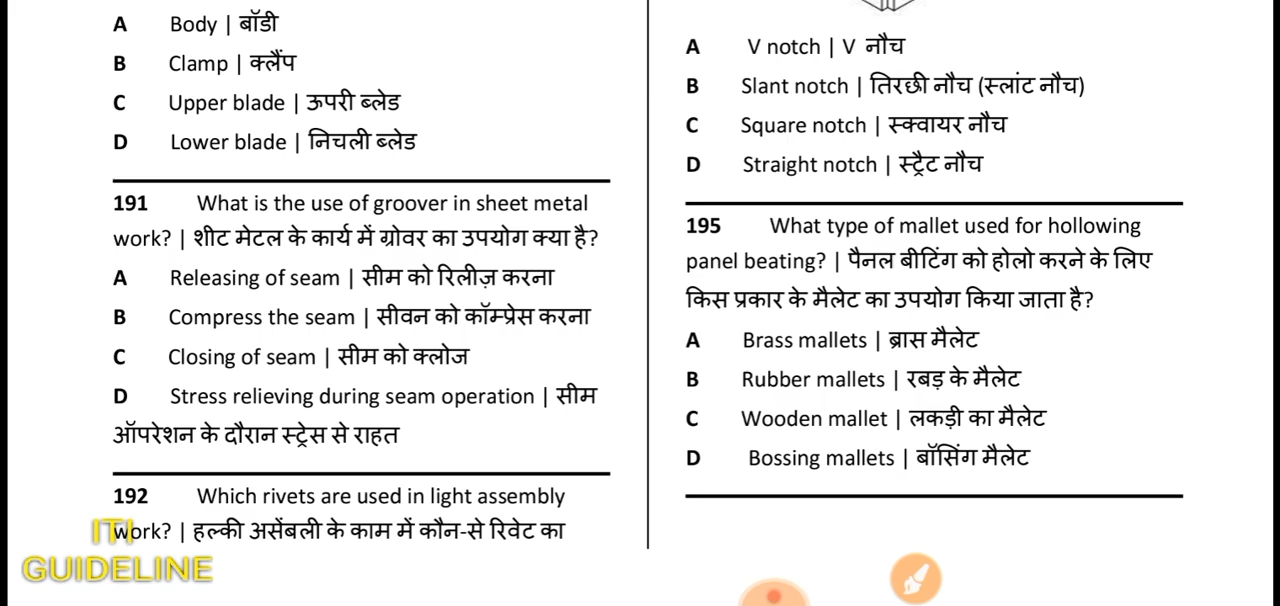 A Body | बॉडी
B Clamp | क्लैंप
C Upper blade | ऊपरी ब्लेड
D Lower blade | निचली ब्लेड
191 What is the use of groover in sheet metal
work? | शीट मेटल के कार्य में ग्रोवर का उपयोग क्या है?
A Releasing of seam | सीम को रिलीज़ करना
B Compress the seam | सीवन को कॉम्प्रेस करना
C Closing of seam | सीम को क्लोज
D Stress relieving during seam operation | सीम
ऑपरेशन के दौरान स्ट्रेस से राहत
192 Which rivets are used in light assembly
work? | हल्की असेंबली के काम में कौन-से रिवेट का
ITI
GUIDELINE
A V notch | V नौच
B Slant notch | तिरछी नौच (स्लांट नौच)
C Square notch | स्क्वायर नौच
D Straight notch | स्ट्रैट नौच
195 What type of mallet used for hollowing
panel beating? | पैनल बीटिंग को होलो करने के लिए
किस प्रकार के मैलेट का उपयोग किया जाता है?
A Brass mallets | ब्रास मैलेट
B Rubber mallets | रबड़ के मैलेट
C Wooden mallet | लकड़ी का मैलेट
D Bossing mallets | बॉसिंग मैलेट